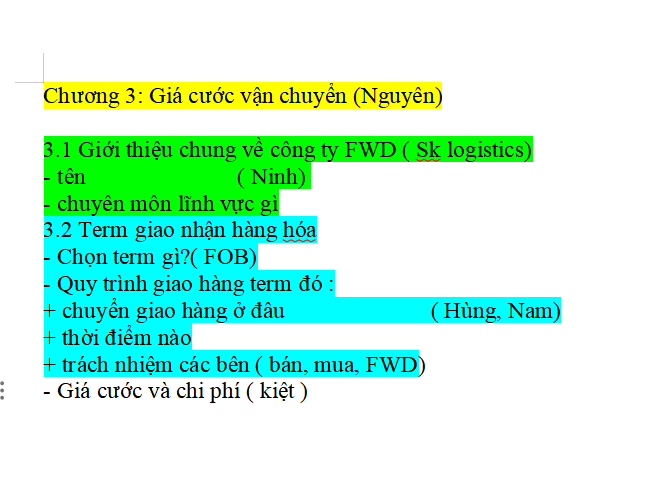 Chương 3: Giá cước vận chuyển (Nguyên)
3.1 Giới thiệu chung về công ty FWD ( Sk logistics)
- tên ( Ninh)
- chuyên môn lĩnh vực gì
3.2 Term giao nhận hàng hóa
- Chọn term gì?( FOB)
- Quy trình giao hàng term đó :
+ chuyển giao hàng ở đâu ( Hùng, Nam)
+ thời điểm nào
+ trách nhiệm các bên ( bán, mua, FWD)
- Giá cước và chi phí ( kiệt )